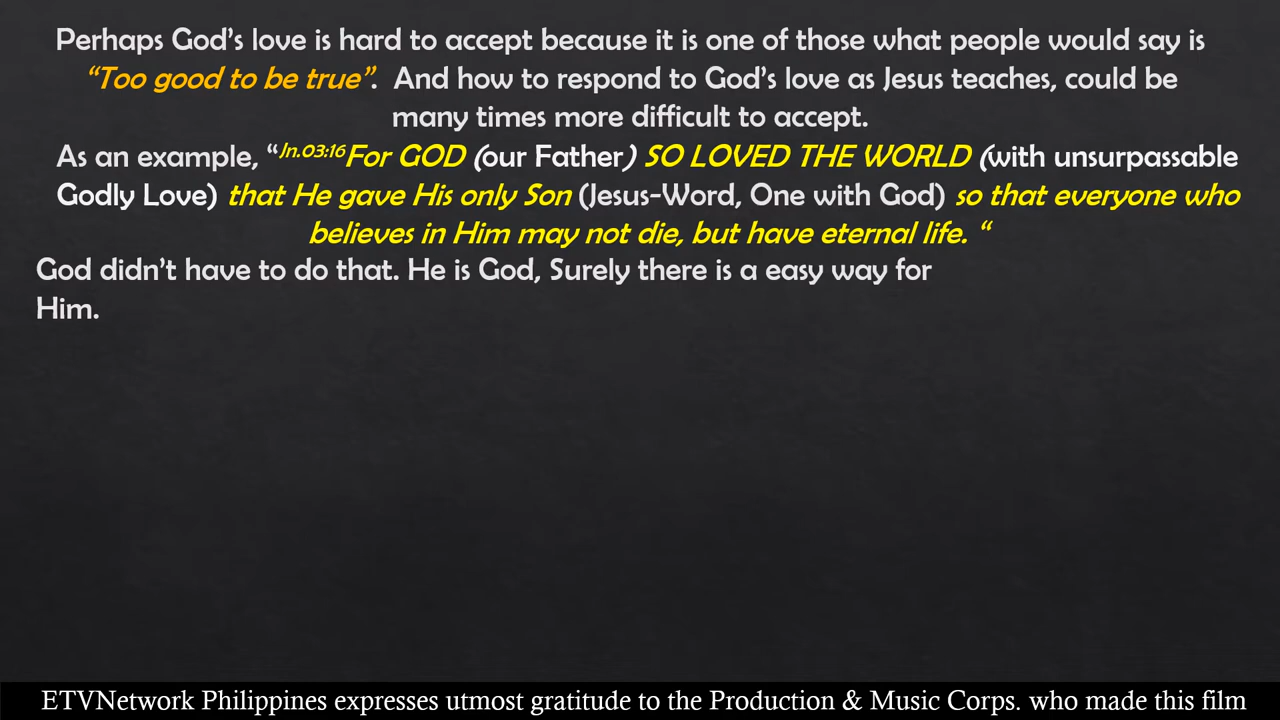 Perhaps God's love is hard to accept because it is one of those what people would say is
“Too good to be true”. And how to respond to God's love as Jesus teaches, could be
many times more difficult to accept.
As an example, “Jn.03:16For GOD (our Father) SO LOVED THE WORLD (with unsurpassable
Godly Love) that He gave His only Son (Jesus-Word, One with God) so that everyone who
believes in Him may not die, but have eternal life. “
God didn't have to do that. He is God, Surely there is a easy way for
Him.
ETVNetwork Philippines expresses utmost gratitude to the Production & Music Corps. who made this film